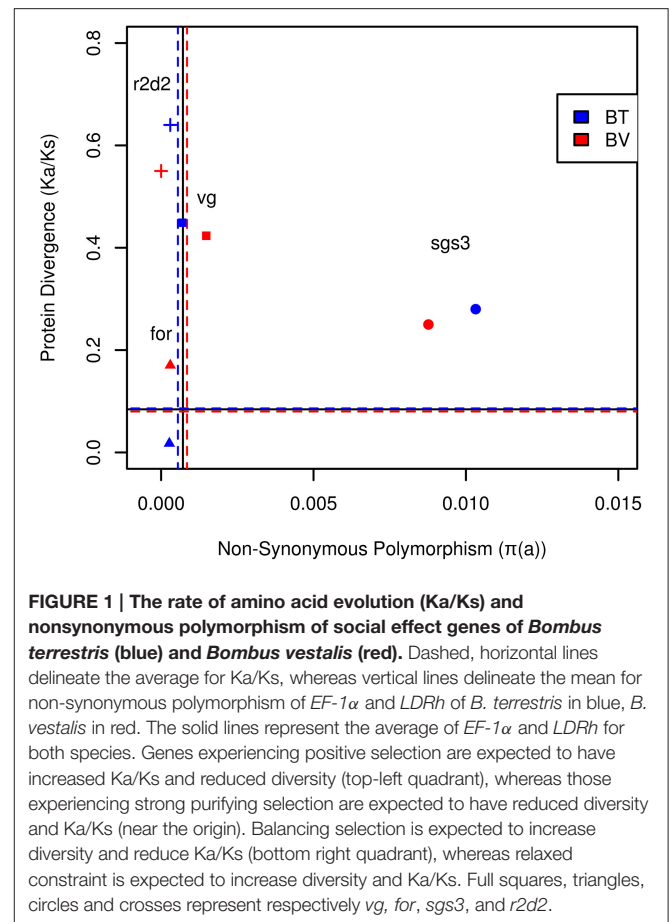 0.8
0.6
0.4
0.2
0.0
Protein Divergence (Ka/Ks)
r2d2
vg
sgs3
for
BT
BV
0.000 0.005 0.010 0.015
Non-Synonymous Polymorphism (π(a))
FIGURE 1 | The rate of amino acid evolution (Ka/Ks) and
nonsynonymous polymorphism of social effect genes of Bombus
terrestris (blue) and Bombus vestalis (red). Dashed, horizontal lines
delineate the average for Ka/Ks, whereas vertical lines delineate the mean for
non-synonymous polymorphism of EF-1α and LDRh of B. terrestris in blue, B.
vestalis in red. The solid lines represent the average of EF-1α and LDRh for
both species. Genes experiencing positive selection are expected to have
increased Ka/Ks and reduced diversity (top-left quadrant), whereas those
experiencing strong purifying selection are expected to have reduced diversity
and Ka/Ks (near the origin). Balancing selection is expected to increase
diversity and reduce Ka/Ks (bottom right quadrant), whereas relaxed
constraint is expected to increase diversity and Ka/Ks. Full squares, triangles,
circles and crosses represent respectively vg, for, sgs3, and r2d2.